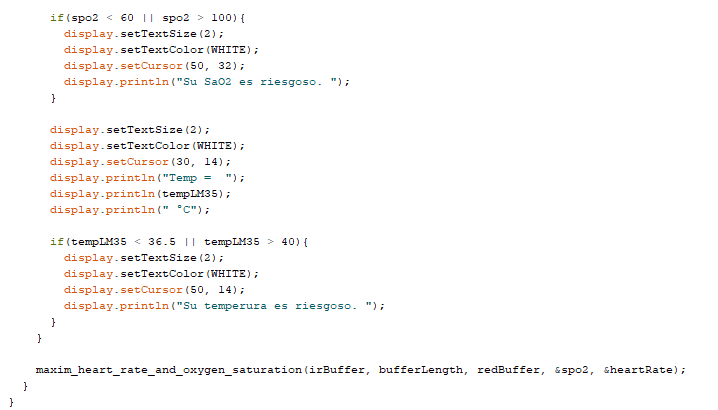 if(spo2 < 60 || spo2 > 100){
display.setTextSize(2);
display.setTextColor(WHITE);
display.setCursor(50, 32);
display.println("Su SaO2 es riesgoso. ");
}
display.setTextSize(2);
display.setTextColor(WHITE);
display.setCursor(30, 14);
display.println("Temp =  ");
display.println(tempLM35);
display.println(" °C");
if(tempLM35 < 36.5 || tempLM35 > 40){
display.setTextSize(2);
display.setTextColor(WHITE);
display.setCursor(50, 14);
display.println("Su temperura es riesgoso. ");
}
}
maxim_heart_rate_and_oxygen_saturation(irBuffer, bufferLength, redBuffer, &spo2, &heartRate);
}
}